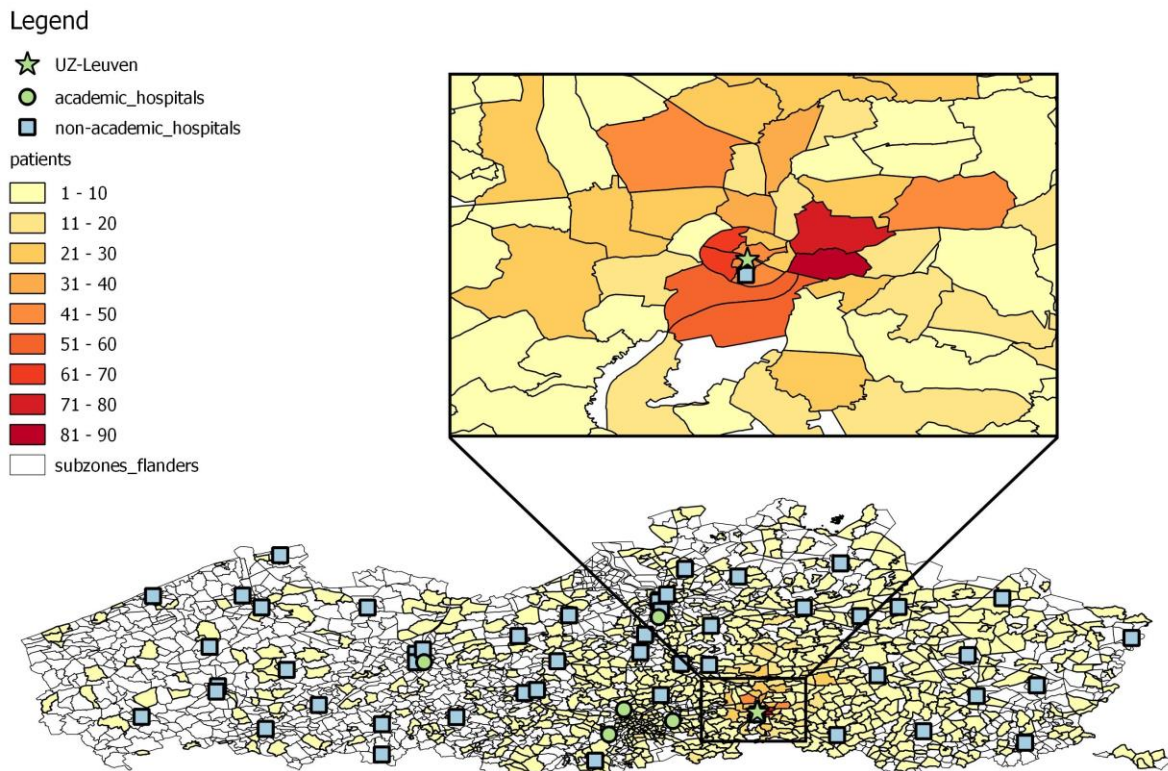 Legend
UZ-Leuven
academic_hospitals
non-academic_hospitals
patients
1 - 10
11 - 20
21 - 30
31 - 40
41 - 50
51 - 60
61 - 70
71 - 80
81 - 90
subzones_flanders